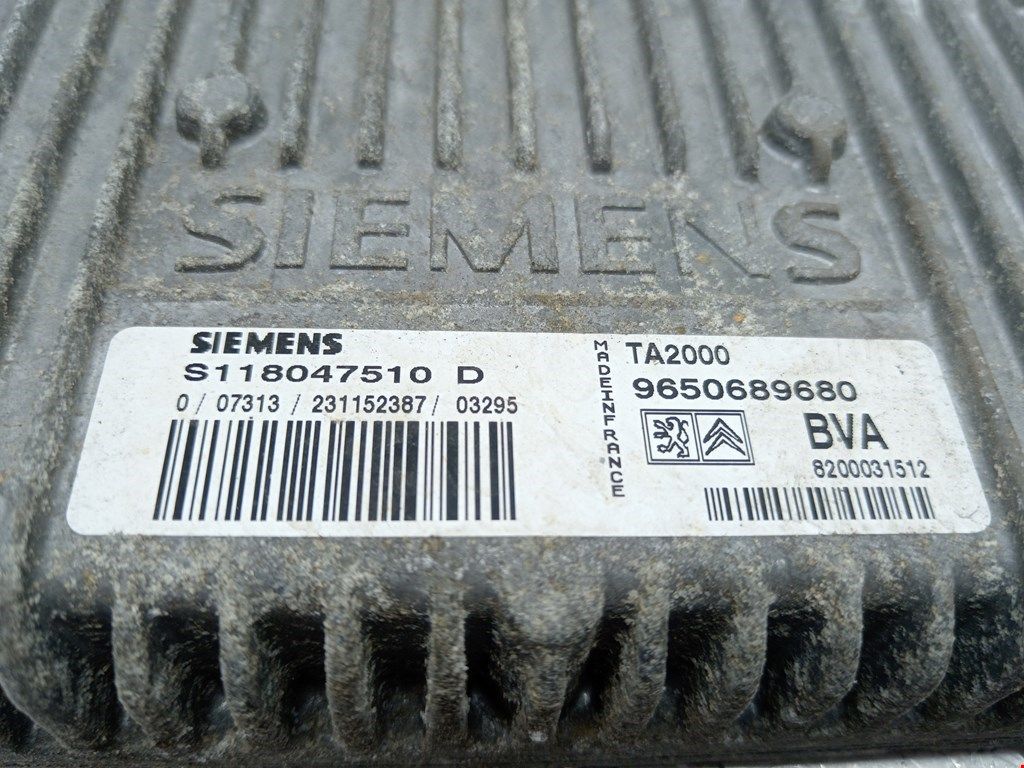 SIEMENS
SIEMENS
S118047510 D
0 / 07313 / 231152387 / 03295
MADEINFRANCE
TA2000
9650689680
BVA
8200031512